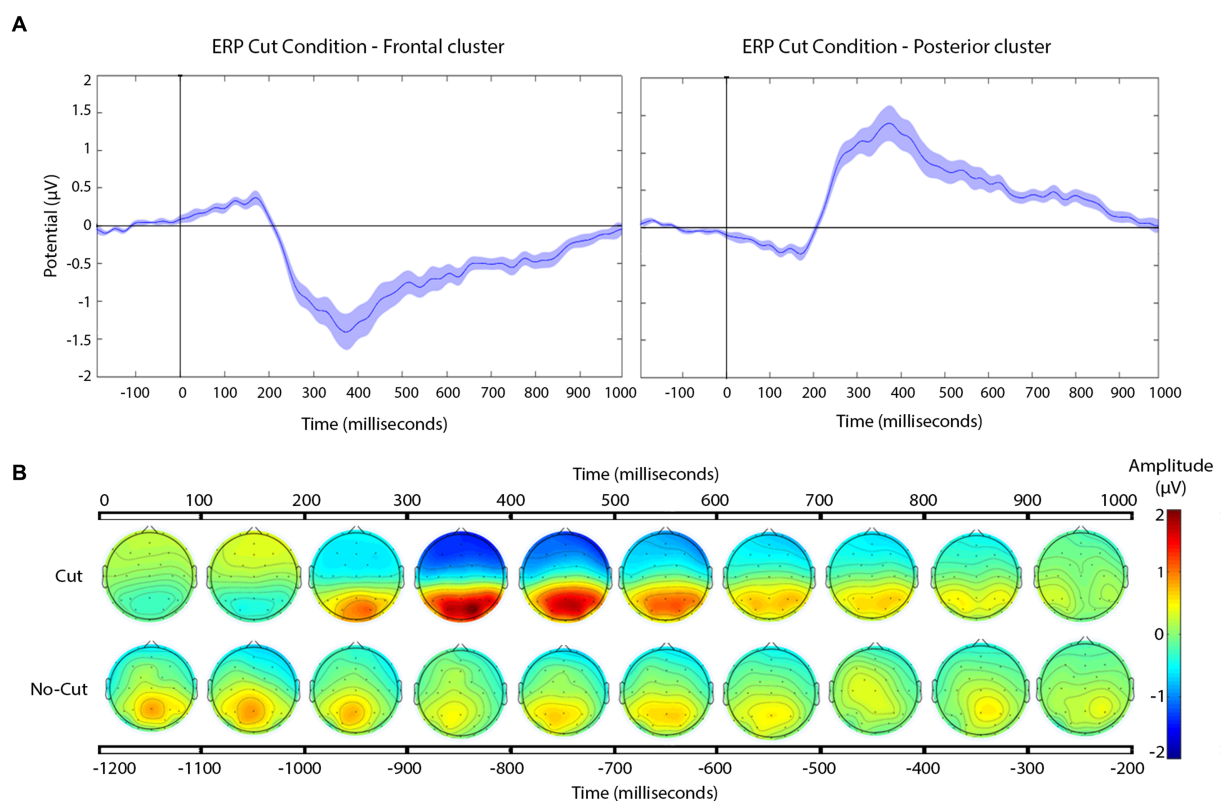 A
ERP Cut Condition - Frontal cluster
ERP Cut Condition - Posterior cluster
2
1.5
1
0.5
0
-0.5
-1
-1.5
-2
Potential (μV)
-100 0 100 200 300 400 500 600 700 800 900 1000
-100 0 100 200 300 400 500 600 700 800 900 1000
Time (milliseconds)
Time (milliseconds)
B
Time (milliseconds)
Amplitude
(μV)
0 100 200 300 400 500 600 700 800 900 1000
2
1
0
-1
-2
Cut
No-Cut
-1200 -1100 -1000 -900 -800 -700 -600 -500 -400 -300 -200
Time (milliseconds)